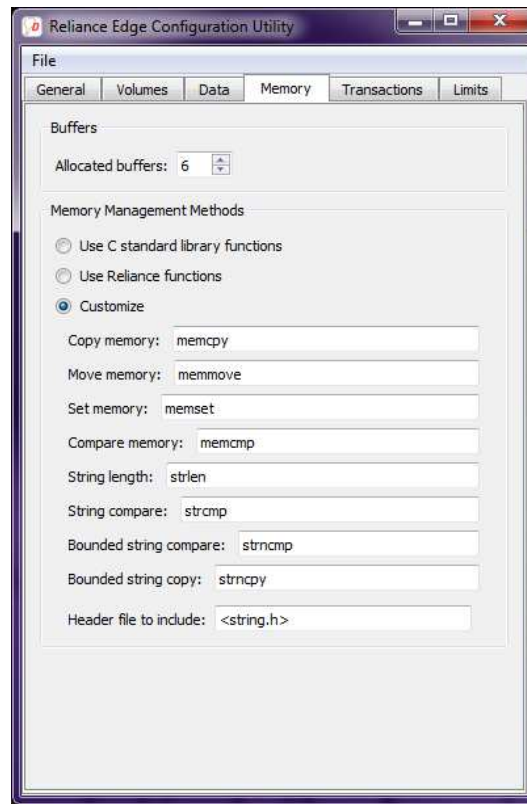 Reliance Edge Configuration Utility
File
General Volumes Data Memory Transactions Limits
Buffers
Allocated buffers: 6
Memory Management Methods
Use C standard library functions
Use Reliance functions
Customize
Copy memory: memcpy
Move memory: memmove
Set memory: memset
Compare memory: memcmp
String length: strlen
String compare: strcmp
Bounded string compare: strncmp
Bounded string copy: strncpy
Header file to include: <string.h>